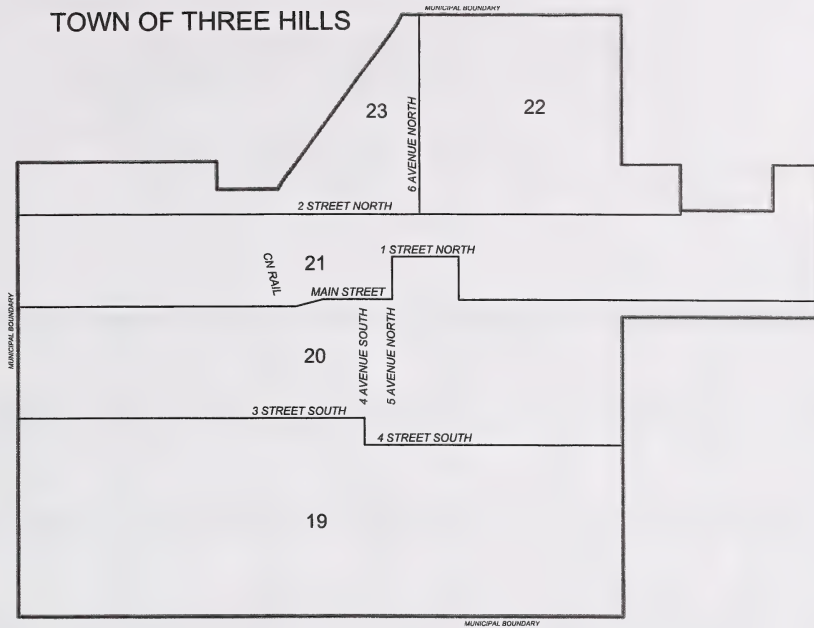 MUNICIPAL BOUNDARY
TOWN OF THREE HILLS
23
6 AVENUE NORTH
22
2 STREET NORTH
1 STREET NORTH
21
CN RAIL
MAIN STREET
MUNICIPAL BOUNDARY
20
4 AVENUE SOUTH
5 AVENUE NORTH
3 STREET SOUTH
4 STREET SOUTH
19
MUNICIPAL BOUNDARY